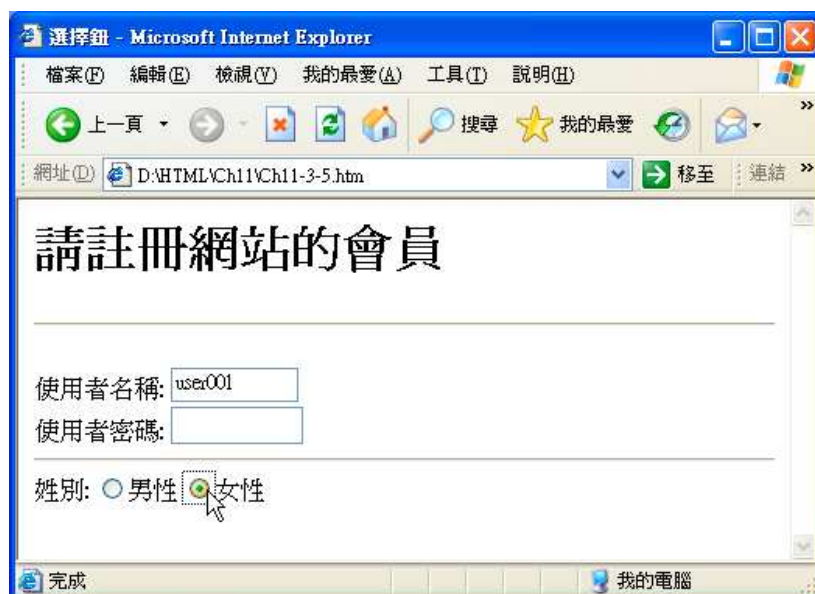 選擇鈕 - Microsoft Internet Explorer
檔案(F) 編輯(E) 檢視(V) 我的最愛(A) 工具(T) 說明(H)
上一頁 搜尋 我的最愛 »
網址(D) D:\HTML\Ch11\Ch11-3-5.htm 移至 連結 »
請註冊網站的會員
使用者名稱: user001
使用者密碼:
姓別: 男性 女性
完成 我的電腦